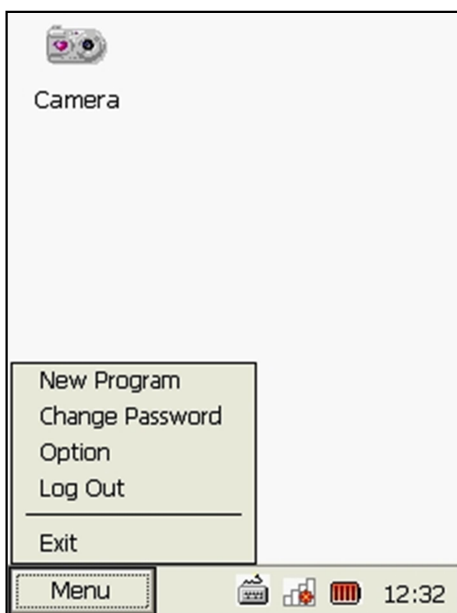 Camera
New Program
Change Password
Option
Log Out
Exit
Menu 12:32